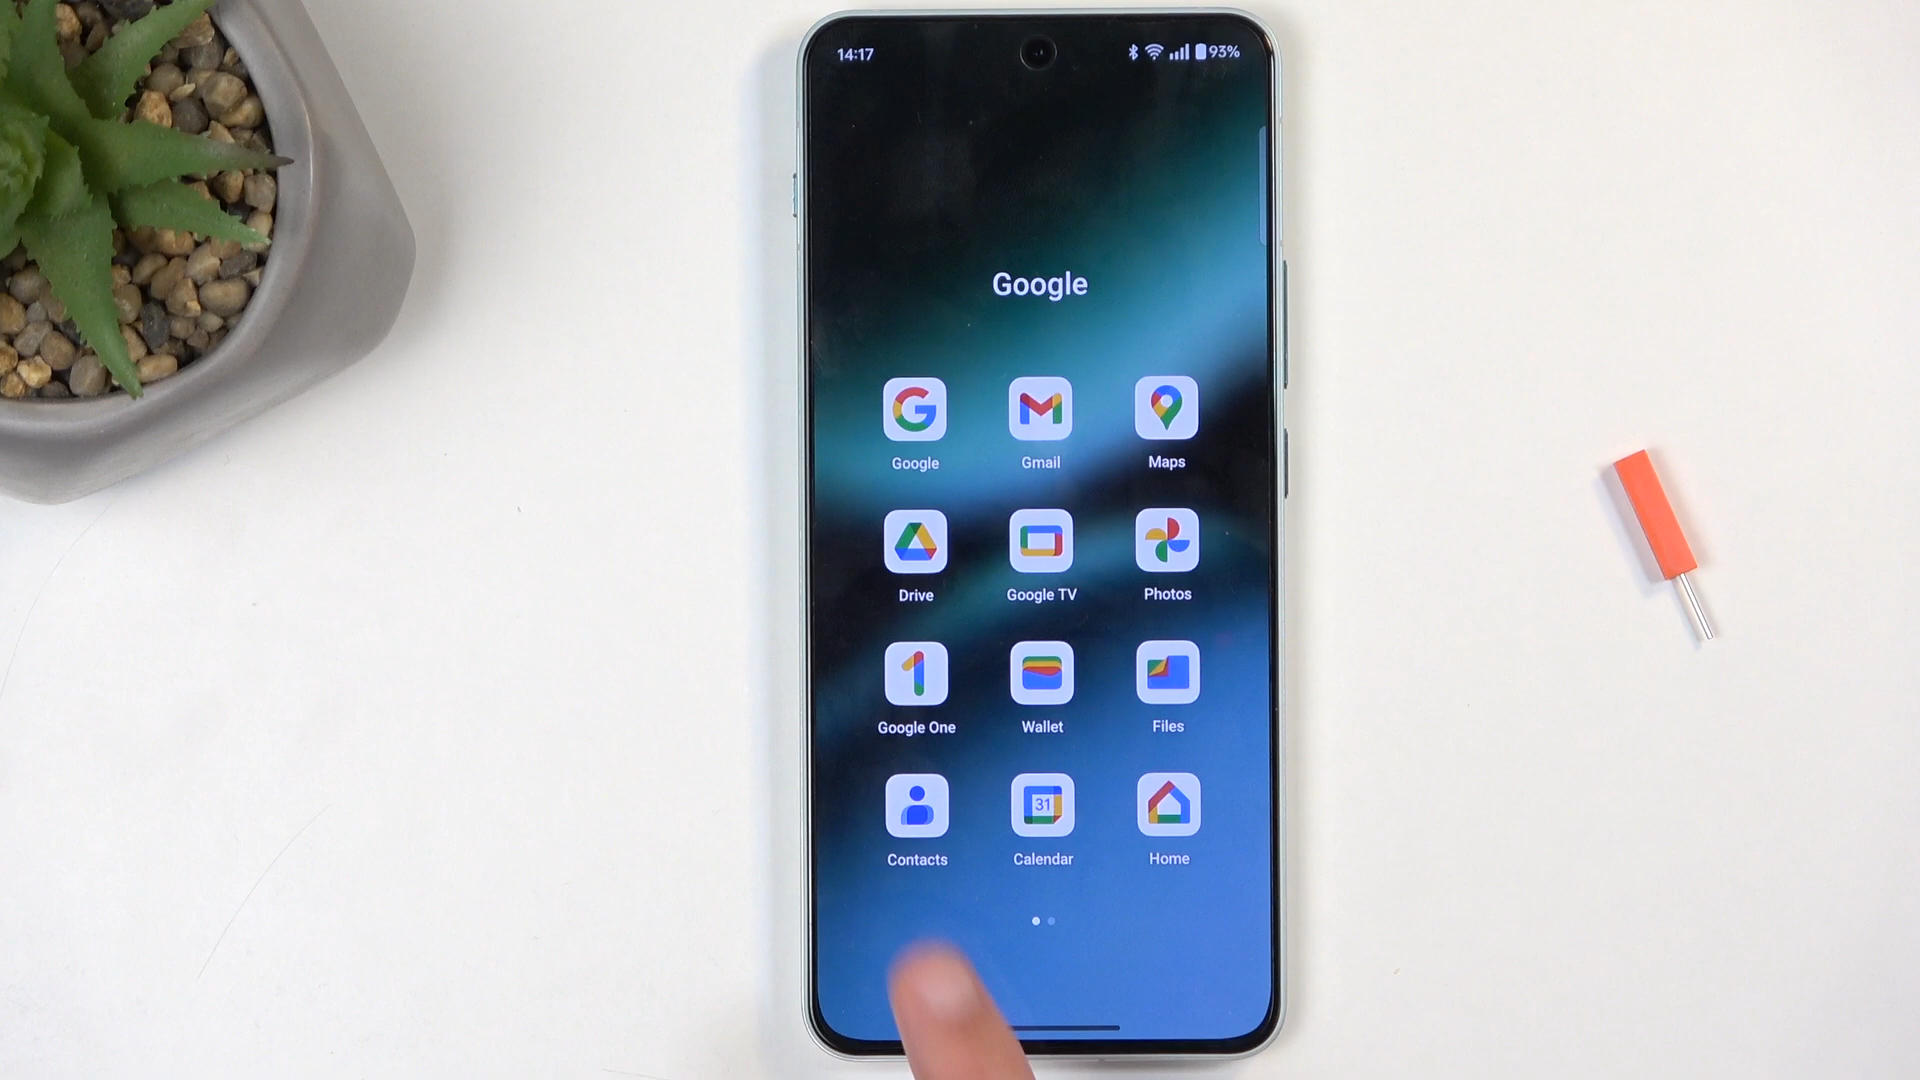 14:17 93%
Google
Google Gmail Maps
Drive Google TV Photos
Google One Wallet Files
31
Contacts Calendar Home